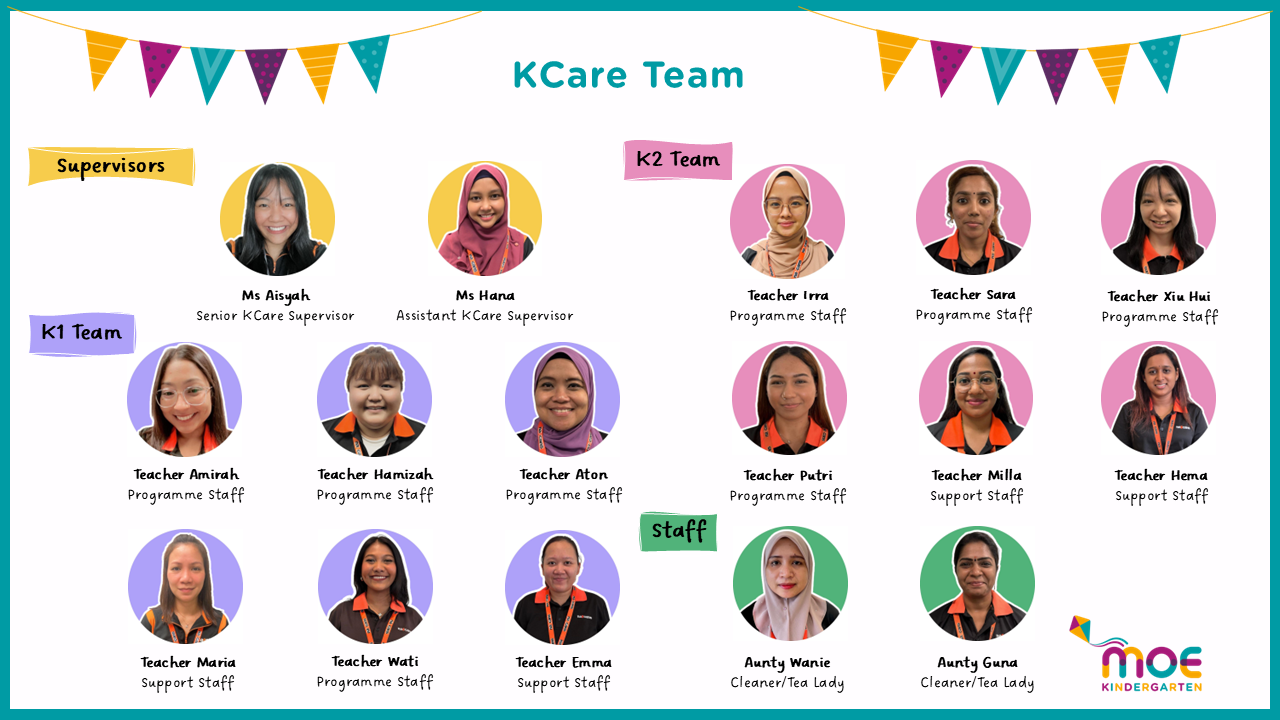 KCare Team
Supervisors
Ms Aisyah
Senior KCare Supervisor
Ms Hana
Assistant KCare Supervisor
K1 Team
Teacher Amirah
Programme Staff
Teacher Hamizah
Programme Staff
Teacher Aton
Programme Staff
Teacher Maria
Support Staff
Teacher Wati
Programme Staff
Teacher Emma
Support Staff
K2 Team
Teacher Irra
Programme Staff
Teacher Sara
Programme Staff
Teacher Xiu Hui
Programme Staff
Teacher Putri
Programme Staff
Teacher Milla
Support Staff
Teacher Hema
Support Staff
Staff
Aunty Wanie
Cleaner/Tea Lady
Aunty Guna
Cleaner/Tea Lady
MOE
KINDERGARTEN